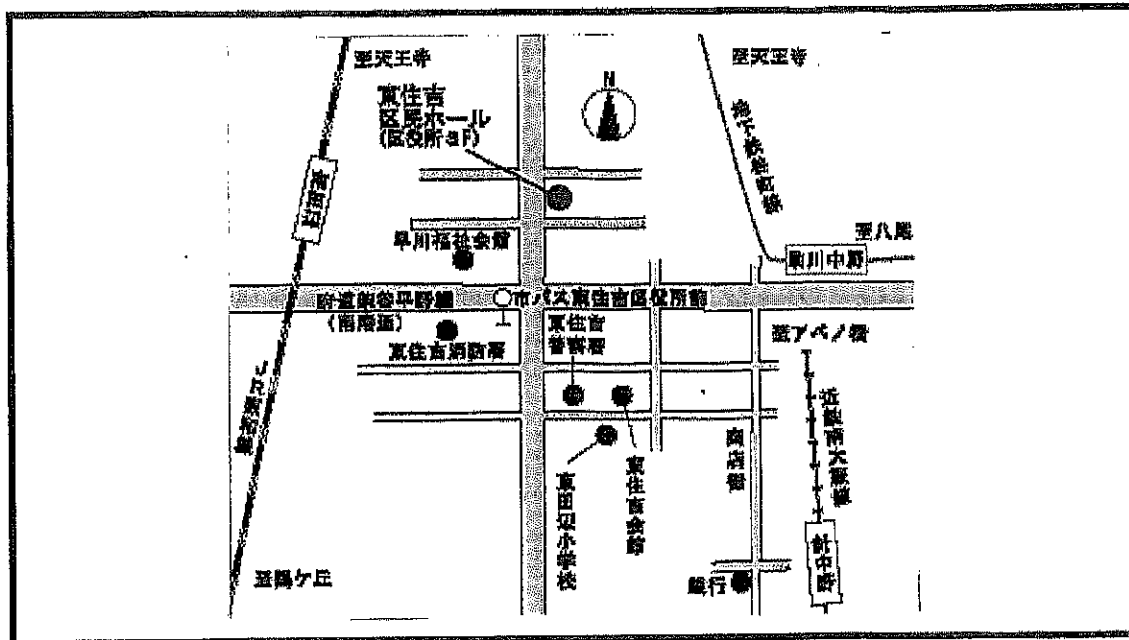 至天王寺
至天王寺
N
東住吉
区民ホール
(区役所3F)
地下鉄谷町線
南田辺
至八尾
駒川中野
早川福祉会館
市バス東住吉区役所前
(南港通)
東住吉消防署
東住吉
警察署
至アベノ橋
JR阪和線
近鉄南大阪線
商店街
東住吉会館
東田辺小学校
至鶴ケ丘
銀行
針中野